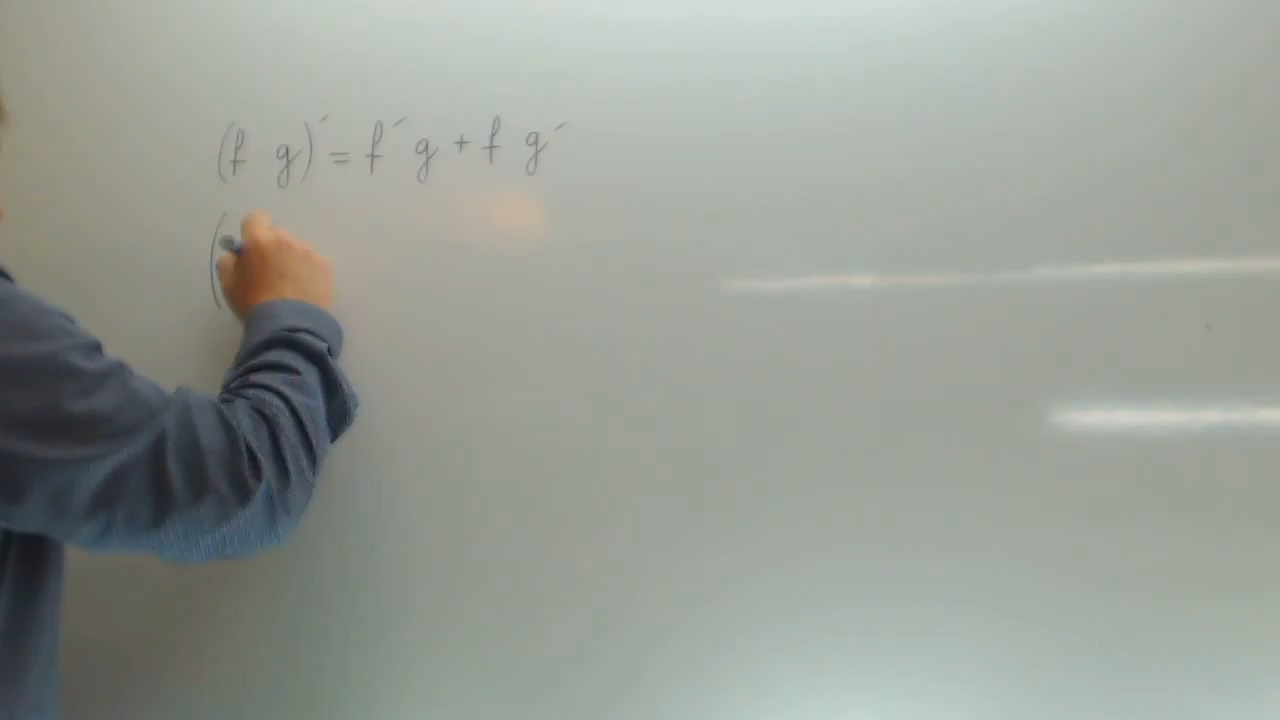 (f g)´ = f´ g + f g´
(